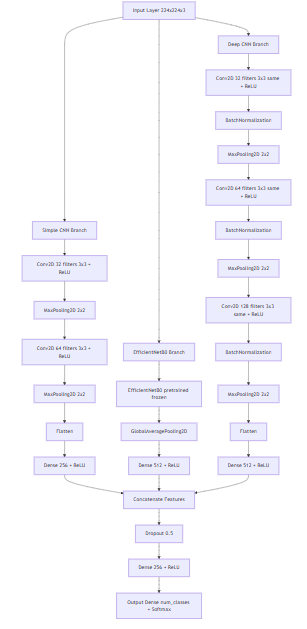 Input Layer 224x224x3
Deep CNN Branch
Conv2D 32 filters 3x3 same
+ ReLU
BatchNormalization
MaxPooling2D 2x2
Conv2D 64 filters 3x3 same
+ ReLU
BatchNormalization
MaxPooling2D 2x2
Conv2D 128 filters 3x3
same + ReLU
BatchNormalization
MaxPooling2D 2x2
Flatten
Dense 512 + ReLU
Simple CNN Branch
Conv2D 32 filters 3x3 +
ReLU
MaxPooling2D 2x2
Conv2D 64 filters 3x3 +
ReLU
MaxPooling2D 2x2
Flatten
Dense 256 + ReLU
EfficientNetB0 Branch
EfficientNetB0 pretrained
frozen
GlobalAveragePooling2D
Dense 512 + ReLU
Concatenate Features
Dropout 0.5
Dense 256 + ReLU
Output Dense num_classes
+ Softmax